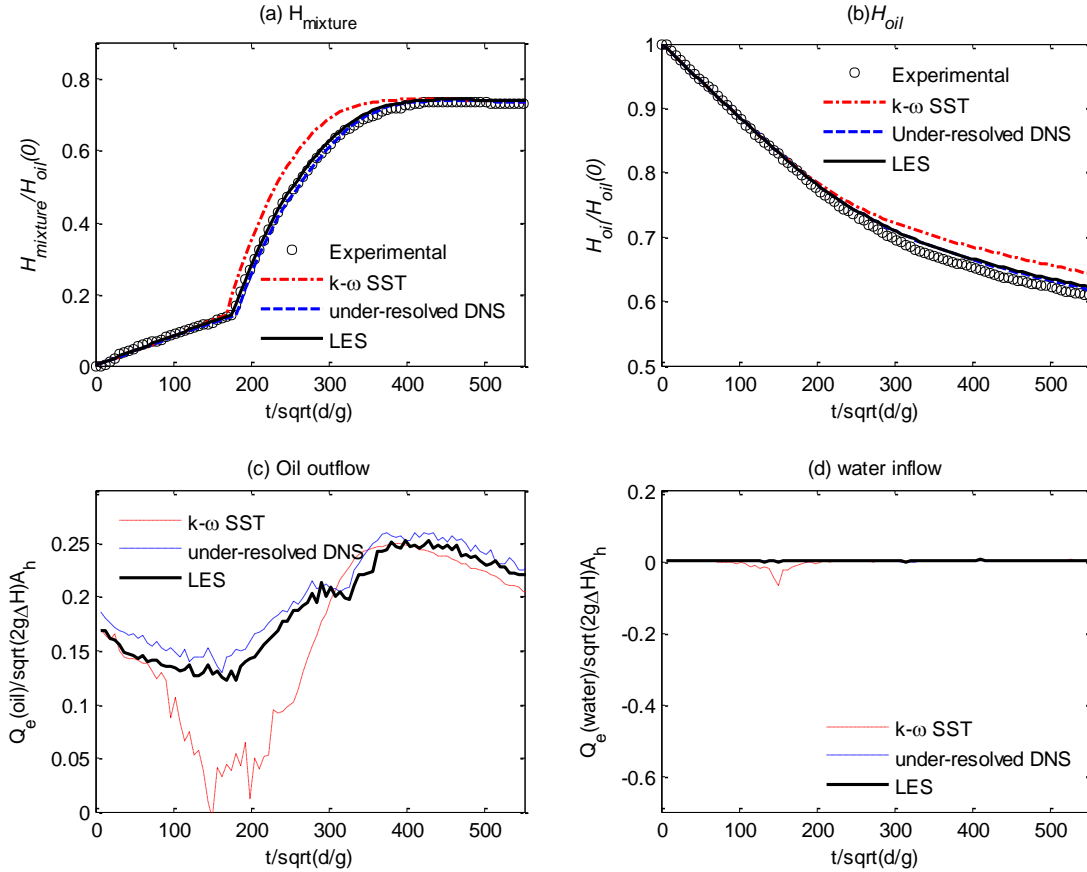 (a) H_mixture
H_mixture/H_oil(0)
0.8
0.6
0.4
0.2
0
Experimental
k-ω SST
under-resolved DNS
LES
0 100 200 300 400 500
t/sqrt(d/g)
(b)H_oil
H_oil/H_oil(0)
1
0.9
0.8
0.7
0.6
0.5
Experimental
k-ω SST
Under-resolved DNS
LES
0 100 200 300 400 500
t/sqrt(d/g)
(c) Oil outflow
Q_e(oil)/sqrt(2gΔH)A_h
0.25
0.2
0.15
0.1
0.05
0
k-ω SST
under-resolved DNS
LES
0 100 200 300 400 500
t/sqrt(d/g)
(d) water inflow
Q_e(water)/sqrt(2gΔH)A_h
0.2
0
-0.2
-0.4
-0.6
k-ω SST
under-resolved DNS
LES
0 100 200 300 400 500
t/sqrt(d/g)